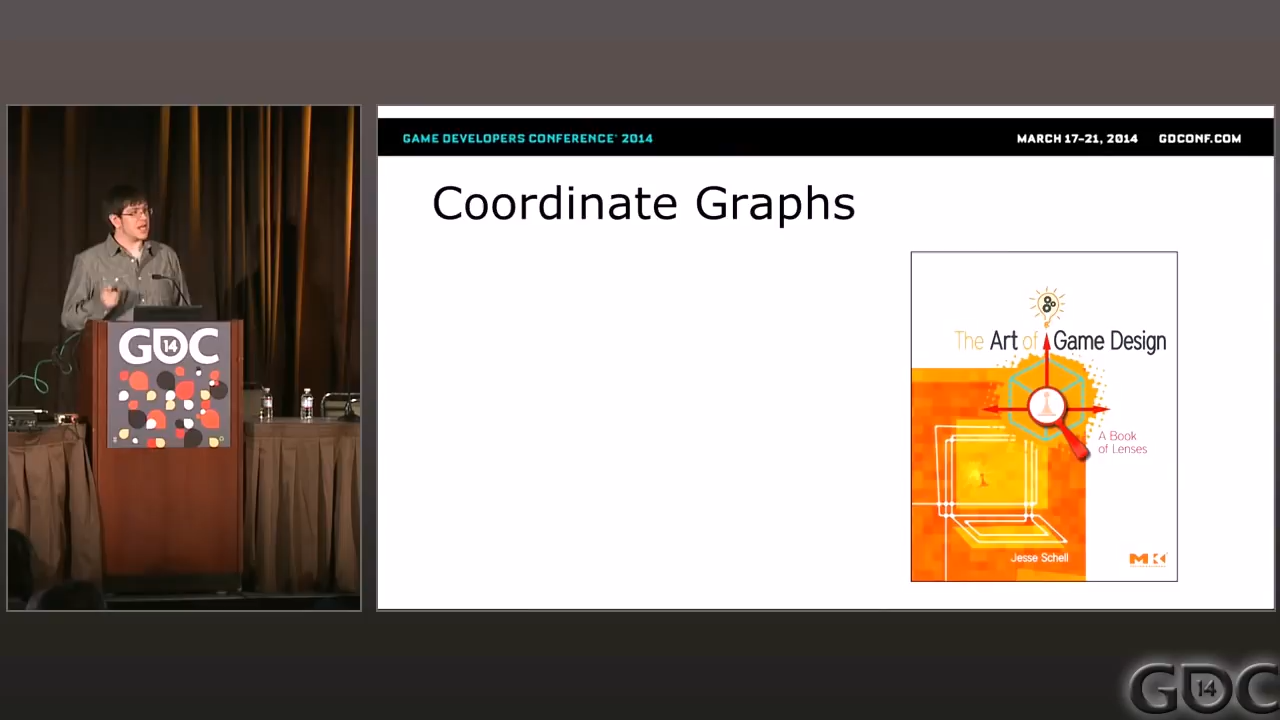 GAME DEVELOPERS CONFERENCE 2014
MARCH 17-21, 2014 GDCONF.COM
Coordinate Graphs
The Art of Game Design
A Book
of Lenses
Jesse Schell
MK
GDC
14
GDC
14